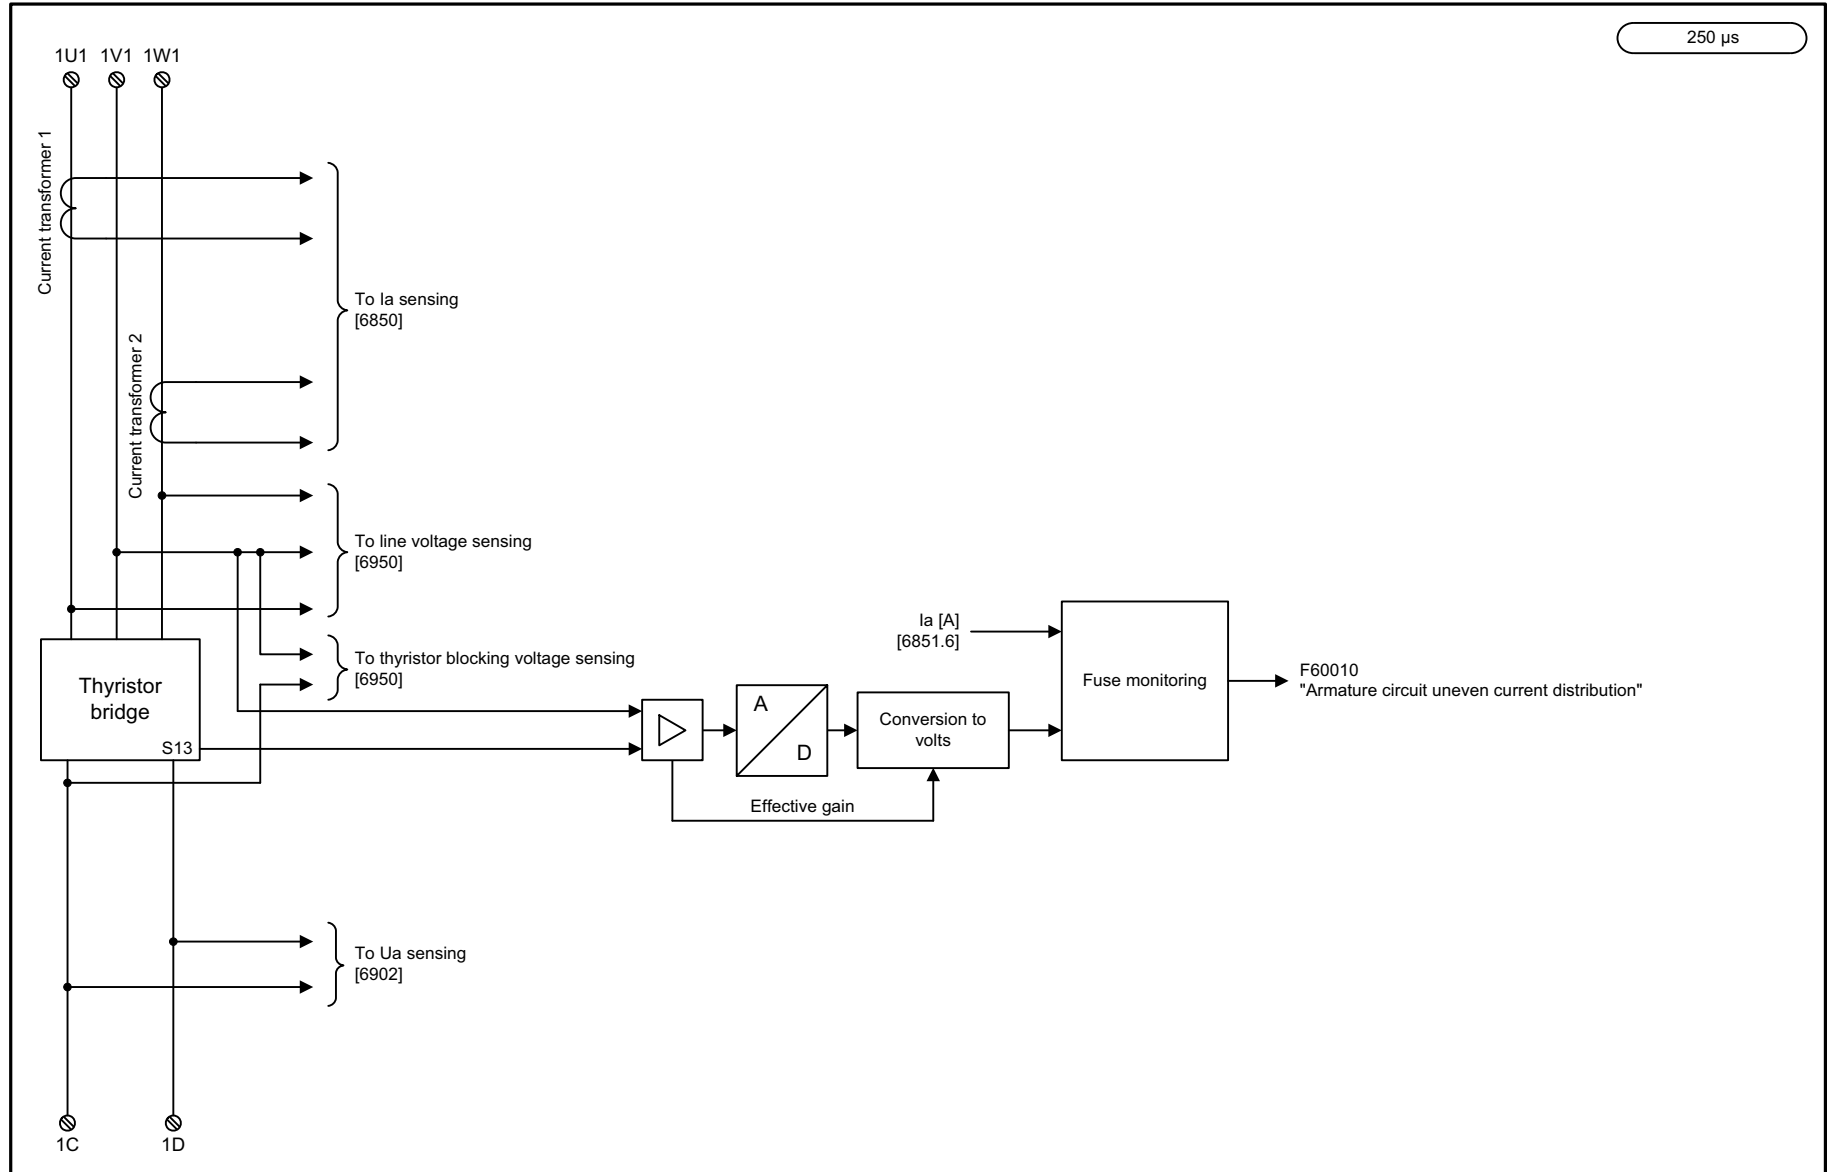 250 µs
1U1 1V1 1W1
Current transformer 1
To Ia sensing
[6850]
Current transformer 2
To line voltage sensing
[6950]
Ia [A]
[6851.6]
To thyristor blocking voltage sensing
[6950]
Thyristor
bridge
S13
A
D
Conversion to
volts
Fuse monitoring
F60010
"Armature circuit uneven current distribution"
Effective gain
To Ua sensing
[6902]
1C 1D